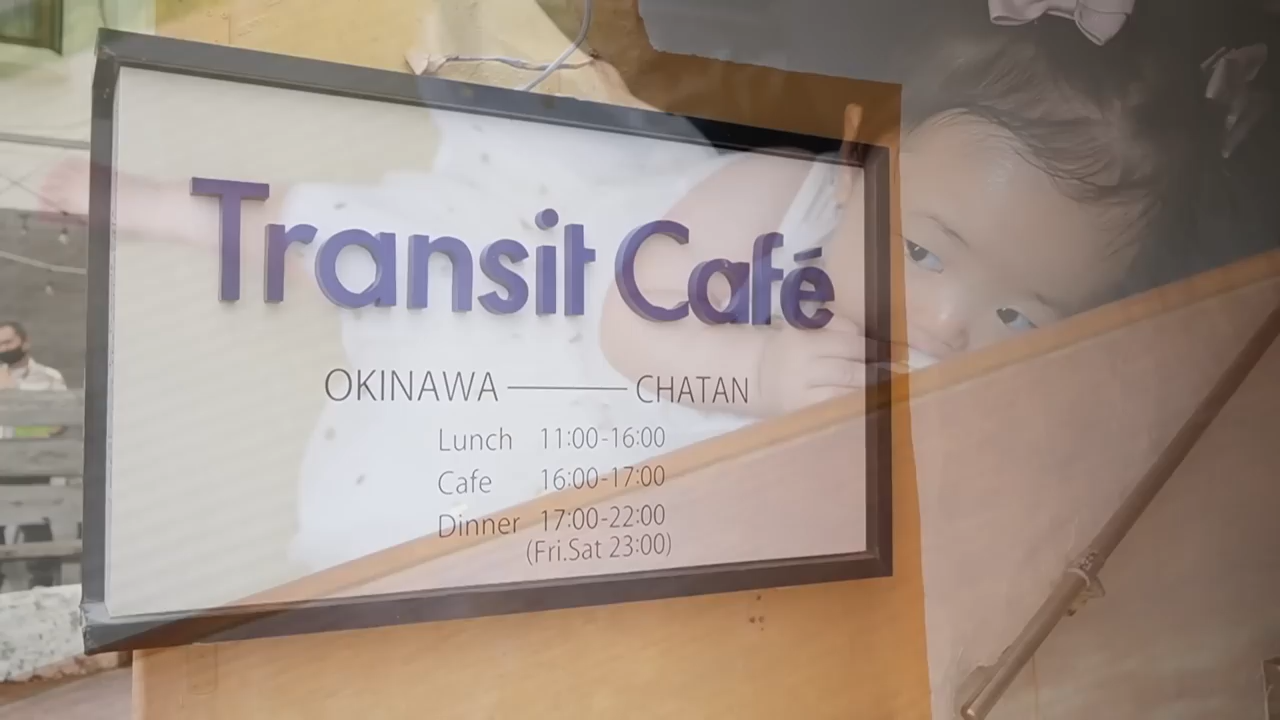 Transit Café
OKINAWA CHATAN
Lunch 11:00-16:00
Cafe 16:00-17:00
Dinner 17:00-22:00
(Fri.Sat 23:00)